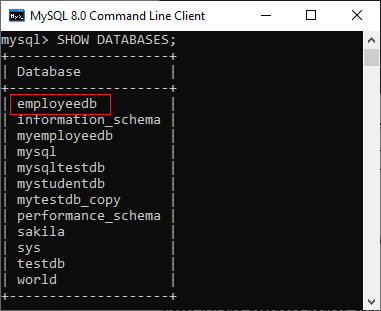 MySQL 8.0 Command Line Client
mysql> SHOW DATABASES;
+--------------------+
| Database           |
+--------------------+
| employeedb         |
| information_schema |
| myemployeedb       |
| mysql              |
| mysqltestdb        |
| mystudentdb        |
| mytestdb_copy      |
| performance_schema |
| sakila             |
| sys                |
| testdb             |
| world              |
+--------------------+